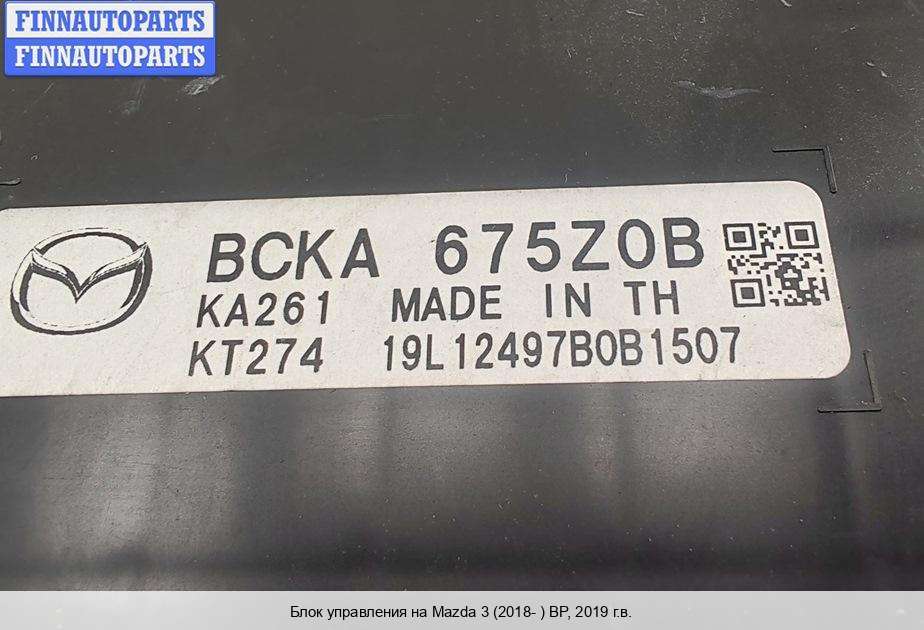 FINNAUTOPARTS
FINNAUTOPARTS
BCKA 675Z0B
KA261 MADE IN TH
KT274 19L12497B0B1507
Блок управления на Mazda 3 (2018- ) BP, 2019 г.в.